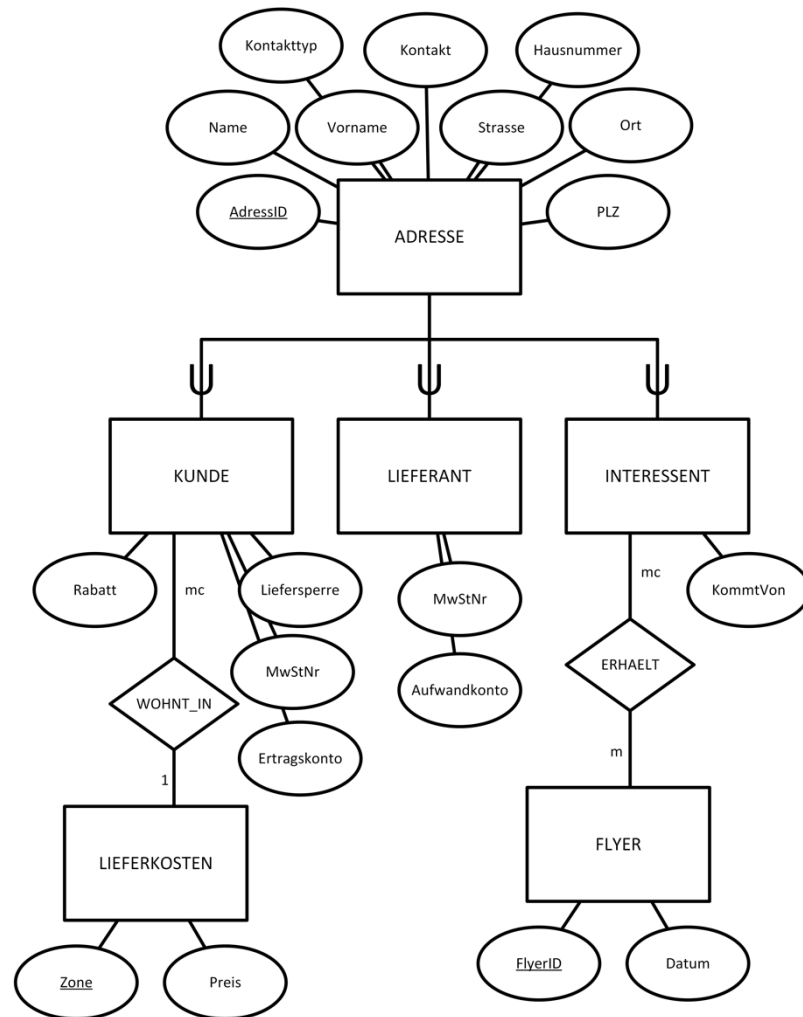 Kontakttyp
Kontakt
Hausnummer
Name
Vorname
Strasse
Ort
AdressID
PLZ
ADRESSE
KUNDE
LIEFERANT
INTERESSENT
Rabatt
mc
Liefersperre
MwStNr
mc
KommtVon
MwStNr
ERHAELT
Aufwandkonto
WOHNT_IN
Ertragskonto
m
1
LIEFERKOSTEN
FLYER
Zone
Preis
FlyerID
Datum